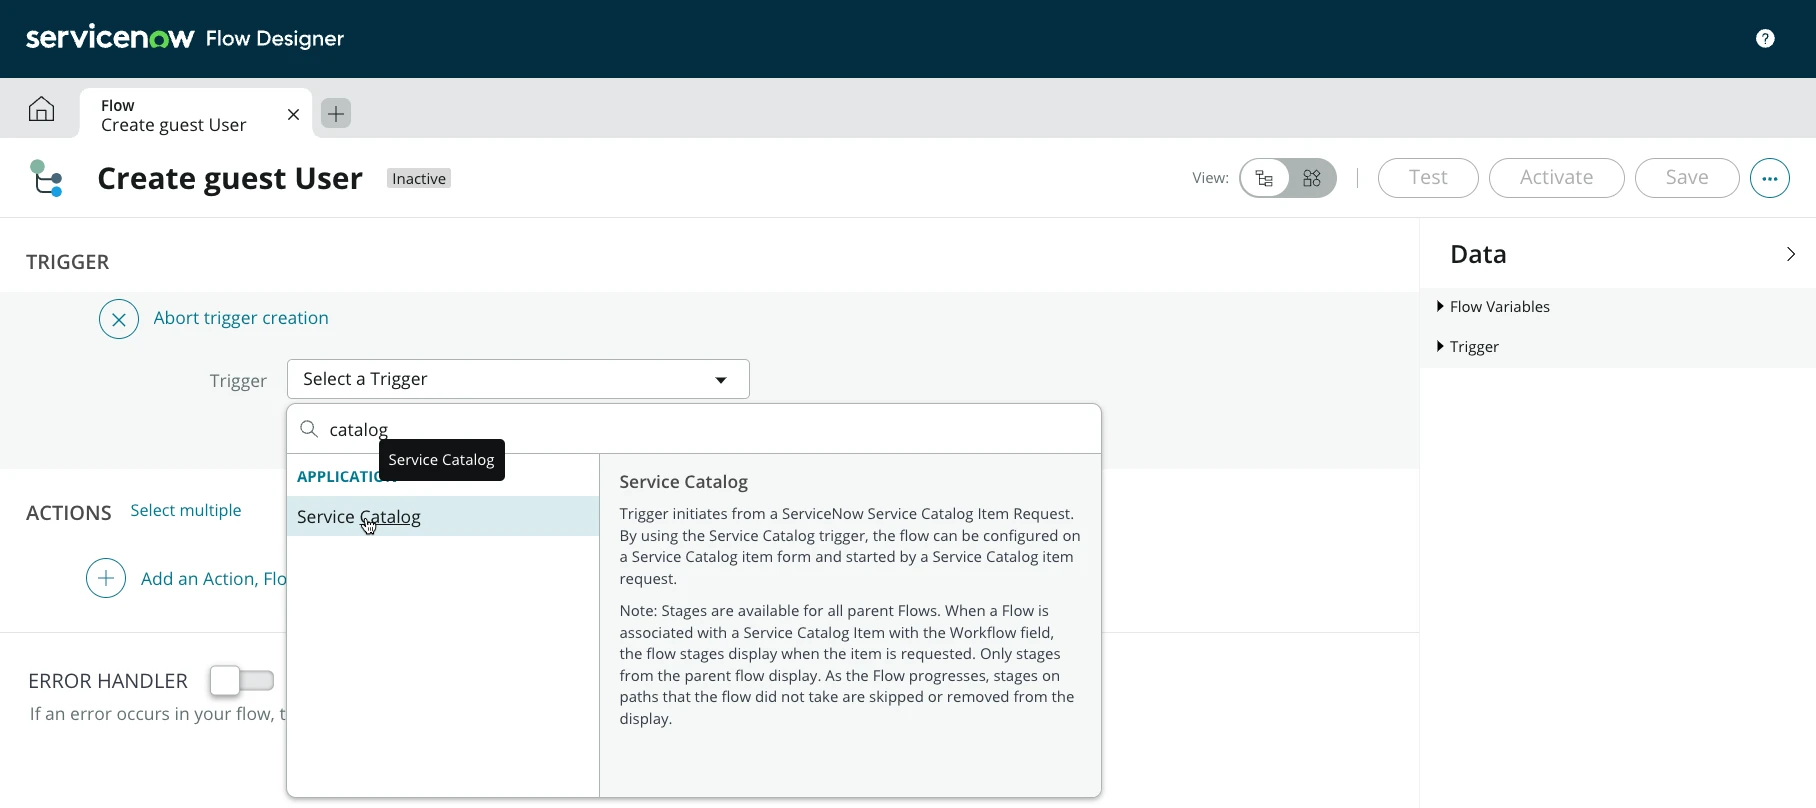 servicenow Flow Designer
?
Flow
Create guest User
Create guest User
Inactive
View:
Test
Activate
Save
TRIGGER
Abort trigger creation
Trigger
Select a Trigger
catalog
Service Catalog
APPLICATION
Service Catalog
Service Catalog
Trigger initiates from a ServiceNow Service Catalog Item Request.
By using the Service Catalog trigger, the flow can be configured on
a Service Catalog item form and started by a Service Catalog item
request.
Note: Stages are available for all parent Flows. When a Flow is
associated with a Service Catalog Item with the Workflow field,
the flow stages display when the item is requested. Only stages
from the parent flow display. As the Flow progresses, stages on
paths that the flow did not take are skipped or removed from the
display.
ACTIONS
Select multiple
Add an Action, Flo
ERROR HANDLER
If an error occurs in your flow, t
Data
Flow Variables
Trigger